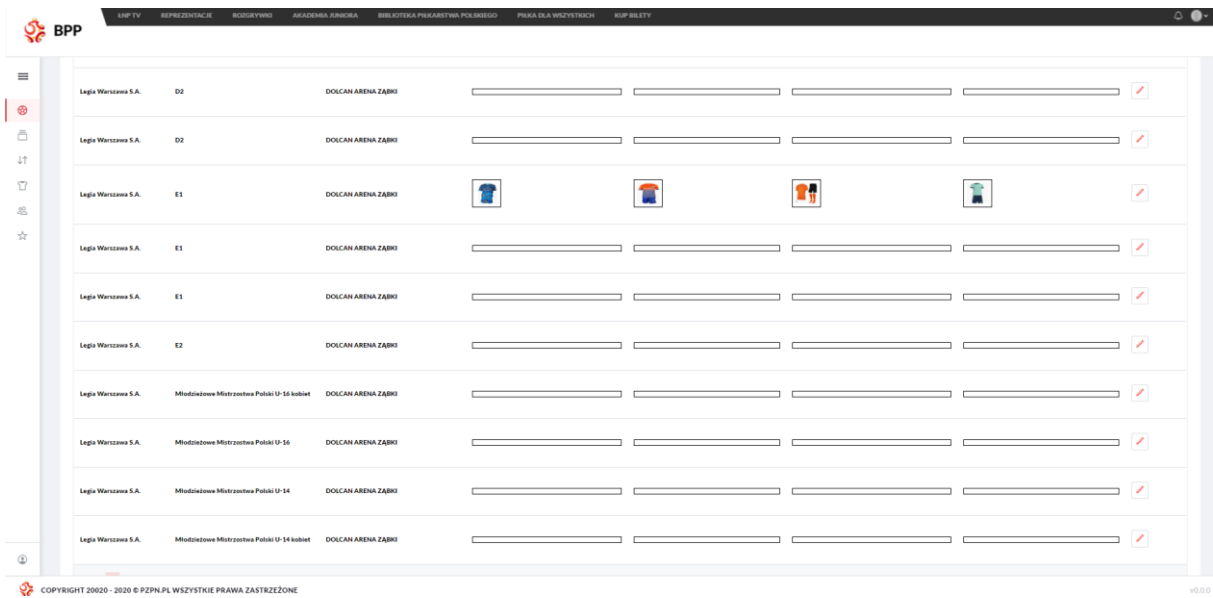 BPP
ŁNP TV REPREZENTACJE ROZGRYWKI AKADEMIA JUNIORA BIBLIOTEKA PIŁKARSTWA POLSKIEGO PIŁKA DLA WSZYSTKICH KUP BILETY
Legia Warszawa S.A. D2 DOLCAN ARENA ZĄBKI
Legia Warszawa S.A. D2 DOLCAN ARENA ZĄBKI
Legia Warszawa S.A. E1 DOLCAN ARENA ZĄBKI
Legia Warszawa S.A. E1 DOLCAN ARENA ZĄBKI
Legia Warszawa S.A. E1 DOLCAN ARENA ZĄBKI
Legia Warszawa S.A. E2 DOLCAN ARENA ZĄBKI
Legia Warszawa S.A. Młodzieżowe Mistrzostwa Polski U-16 kobiet DOLCAN ARENA ZĄBKI
Legia Warszawa S.A. Młodzieżowe Mistrzostwa Polski U-16 DOLCAN ARENA ZĄBKI
Legia Warszawa S.A. Młodzieżowe Mistrzostwa Polski U-14 DOLCAN ARENA ZĄBKI
Legia Warszawa S.A. Młodzieżowe Mistrzostwa Polski U-14 kobiet DOLCAN ARENA ZĄBKI
COPYRIGHT 20020 - 2020 © PZPN.PL WSZYSTKIE PRAWA ZASTRZEŻONE
v0.0.0